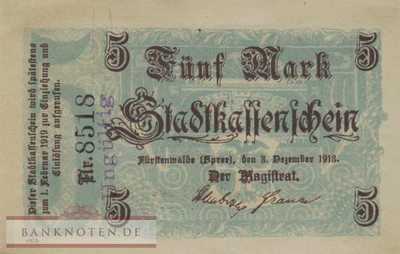 Dieser Stadtkassenschein wird spätestens
zum 1. Februar 1919 zur Einziehung und
Einlösung aufgerufen.
Nr. 8518
Ungültig
5 Fünf Mark 5
Stadtkassenschein
Fürstenwalde (Spree), den 3. Dezember 1918.
Der Magistrat.
5 5
BANKNOTEN.DE